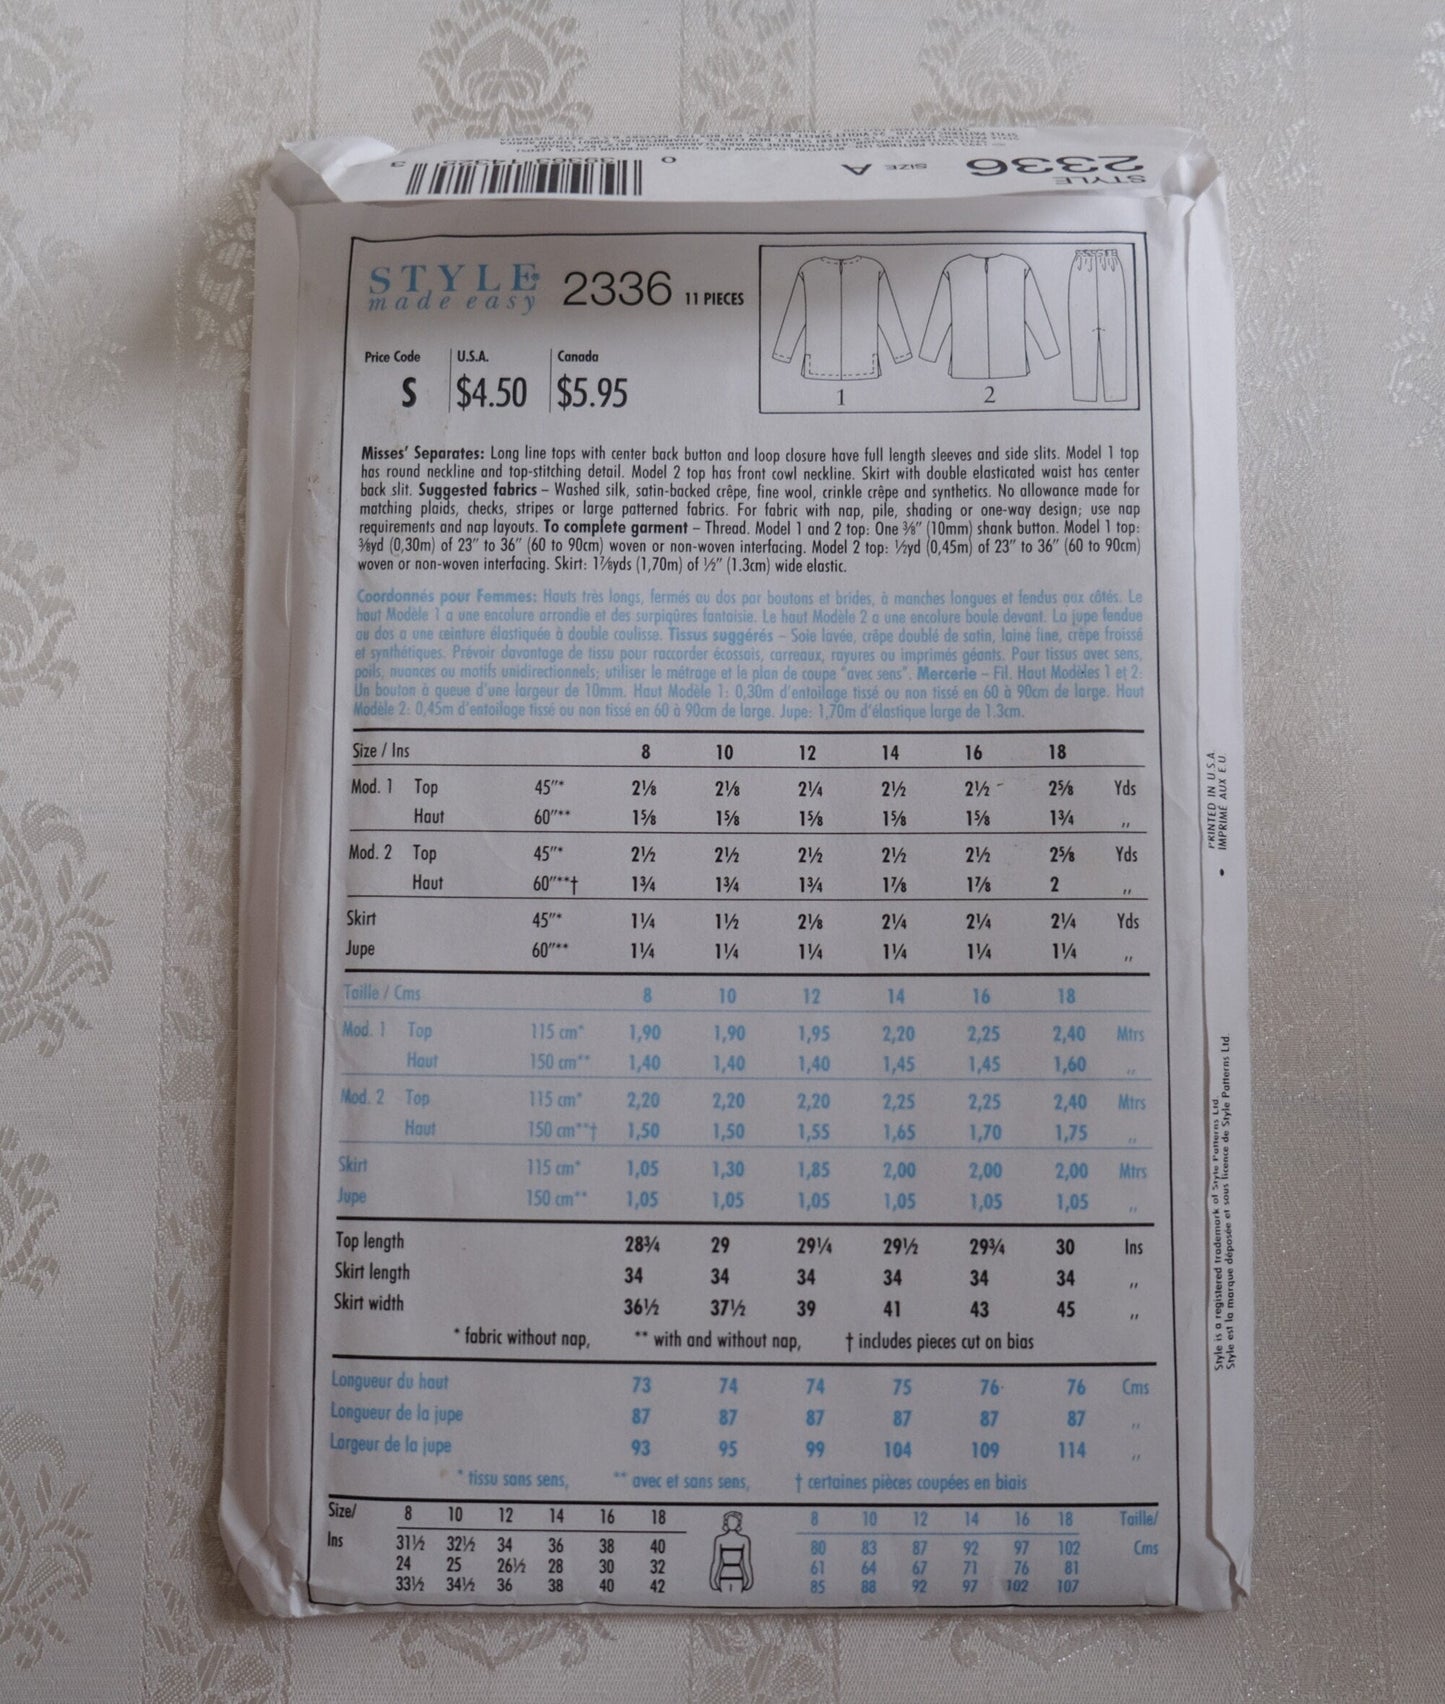 STYLE
2336
SIZE A
STYLE 2336 11 PIECES
made easy
Price Code U.S.A. Canada
S $4.50 $5.95
1 2
Misses' Separates: Long line tops with center back button and loop closure have full length sleeves and side slits. Model 1 top
has round neckline and top-stitching detail. Model 2 top has front cowl neckline. Skirt with double elasticated waist has center
back slit. Suggested fabrics – Washed silk, satin-backed crêpe, fine wool, crinkle crêpe and synthetics. No allowance made for
matching plaids, checks, stripes or large patterned fabrics. For fabric with nap, pile, shading or one-way design; use nap
requirements and nap layouts. To complete garment – Thread. Model 1 and 2 top: One ⅜" (10mm) shank button. Model 1 top:
⅜yd (0,30m) of 23" to 36" (60 to 90cm) woven or non-woven interfacing. Model 2 top: ½yd (0,45m) of 23" to 36" (60 to 90cm)
woven or non-woven interfacing. Skirt: 1⅞yds (1,70m) of ½" (1.3cm) wide elastic.
Coordonnés pour Femmes: Hauts très longs, fermés au dos par boutons et brides, à manches longues et fendus aux côtés. Le
haut Modèle 1 a une encolure arrondie et des surpiqûres fantaisie. Le haut Modèle 2 a une encolure boule devant. La jupe fendue
au dos a une ceinture élastiquée à double coulisse. Tissus suggérés – Soie lavée, crêpe doublé de satin, laine fine, crêpe froissé
et synthétiques. Prévoir davantage de tissu pour raccorder écossais, carreaux, rayures ou imprimés géants. Pour tissus avec sens,
poils, nuances ou motifs unidirectionnels; utiliser le métrage et le plan de coupe "avec sens". Mercerie – Fil. Haut Modèles 1 et 2:
Un bouton à queue d'une largeur de 10mm. Haut Modèle 1: 0,30m d'entoilage tissé ou non tissé en 60 à 90cm de large. Haut
Modèle 2: 0,45m d'entoilage tissé ou non tissé en 60 à 90cm de large. Jupe: 1,70m d'élastique large de 1.3cm.
Size / Ins 8 10 12 14 16 18
Mod. 1 Top 45"* 2⅛ 2⅛ 2¼ 2½ 2½ 2⅝ Yds
Haut 60"** 1⅝ 1⅝ 1⅝ 1⅝ 1⅝ 1¾ ,,
Mod. 2 Top 45"* 2½ 2½ 2½ 2½ 2½ 2⅝ Yds
Haut 60"**† 1¾ 1¾ 1¾ 1⅞ 1⅞ 2 ,,
Skirt 45"* 1¼ 1½ 2⅛ 2¼ 2¼ 2¼ Yds
Jupe 60"** 1¼ 1¼ 1¼ 1¼ 1¼ 1¼ ,,
Taille / Cms 8 10 12 14 16 18
Mod. 1 Top 115 cm* 1,90 1,90 1,95 2,20 2,25 2,40 Mtrs
Haut 150 cm** 1,40 1,40 1,40 1,45 1,45 1,60 ,,
Mod. 2 Top 115 cm* 2,20 2,20 2,20 2,25 2,25 2,40 Mtrs
Haut 150 cm**† 1,50 1,50 1,55 1,65 1,70 1,75 ,,
Skirt 115 cm* 1,05 1,30 1,85 2,00 2,00 2,00 Mtrs
Jupe 150 cm** 1,05 1,05 1,05 1,05 1,05 1,05 ,,
Top length 28¾ 29 29¼ 29½ 29¾ 30 Ins
Skirt length 34 34 34 34 34 34 ,,
Skirt width 36½ 37½ 39 41 43 45 ,,
* fabric without nap, ** with and without nap, † includes pieces cut on bias
Longueur du haut 73 74 74 75 76 76 Cms
Longueur de la jupe 87 87 87 87 87 87 ,,
Largeur de la jupe 93 95 99 104 109 114 ,,
* tissu sans sens, ** avec et sans sens, † certaines pièces coupées en biais
Size/ 8 10 12 14 16 18 8 10 12 14 16 18 Taille/
Ins 31½ 32½ 34 36 38 40 80 83 87 92 97 102 Cms
24 25 26½ 28 30 32 61 64 67 71 76 81
33½ 34½ 36 38 40 42 85 88 92 97 102 107
PRINTED IN U.S.A.
IMPRIMÉ AUX E.U.
Style is a registered trademark of Style Patterns Ltd.
Style est la marque déposée et sous licence de Style Patterns Ltd.